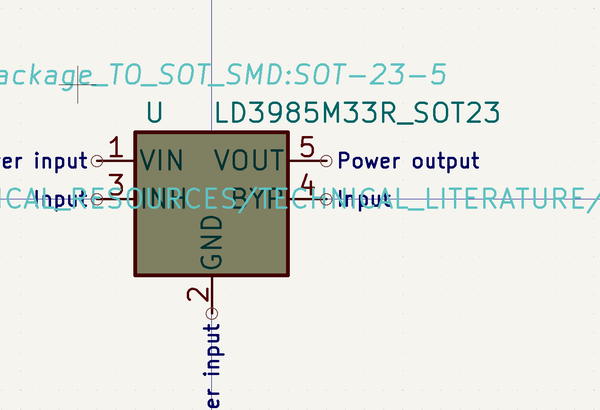 ackage_TO_SOT_SMD:SOT-23-5
U LD3985M33R_SOT23
er input 1 VIN VOUT 5 Power output
ICAL_RESOURCES/TECHNICAL_LITERATURE/
Input 3 INH BYP 4 Input
GND
2
er input